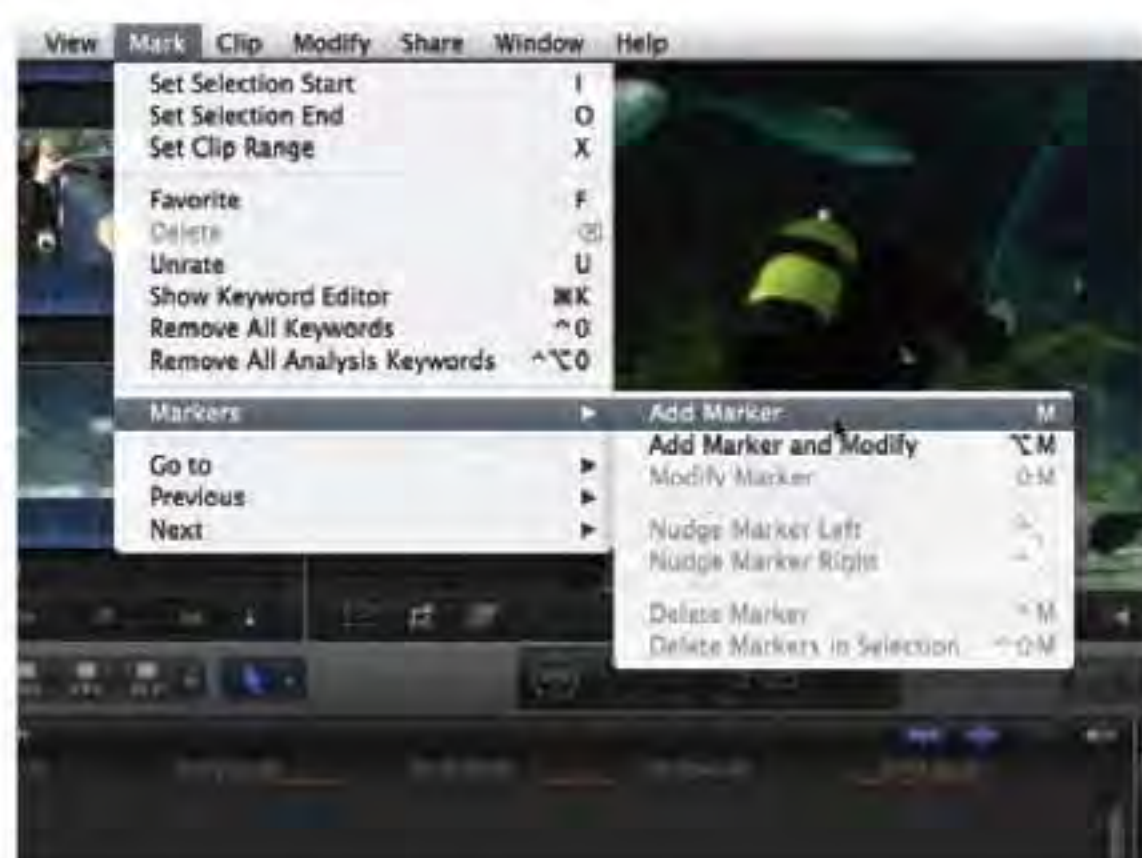 View Mark Clip Modify Share Window Help
Set Selection Start I
Set Selection End O
Set Clip Range X
Favorite F
Delete ⌫
Unrate U
Show Keyword Editor ⌘K
Remove All Keywords ^0
Remove All Analysis Keywords ^⌥0
Markers ▶
Add Marker M
Add Marker and Modify ⌥M
Modify Marker ⇧M
Nudge Marker Left
Nudge Marker Right
Delete Marker ^M
Delete Markers in Selection ^⇧M
Go to ▶
Previous ▶
Next ▶